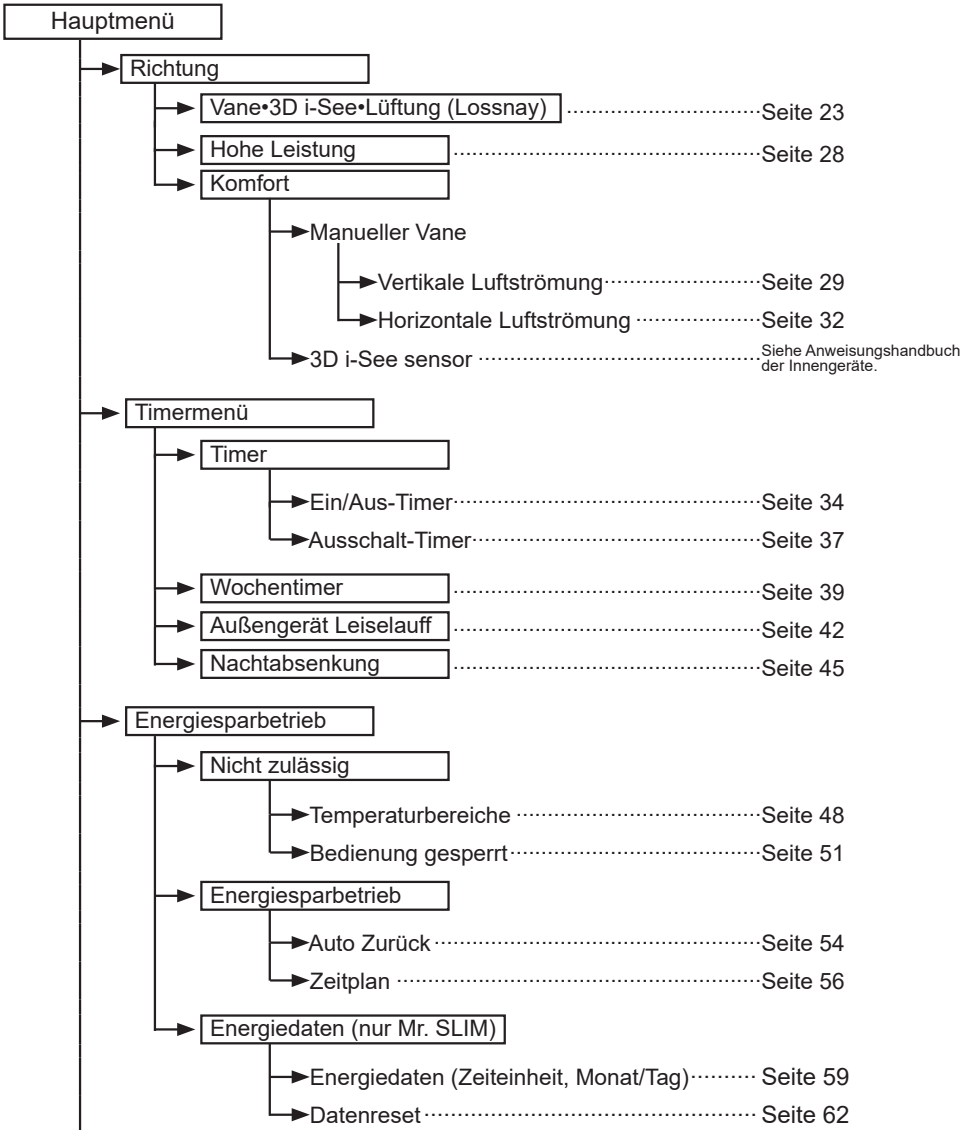 Hauptmenü
Richtung
Vane•3D i-See•Lüftung (Lossnay) Seite 23
Hohe Leistung Seite 28
Komfort
Manueller Vane
Vertikale Luftströmung Seite 29
Horizontale Luftströmung Seite 32
3D i-See sensor Siehe Anweisungshandbuch
der Innengeräte.
Timermenü
Timer
Ein/Aus-Timer Seite 34
Ausschalt-Timer Seite 37
Wochentimer Seite 39
Außengerät Leiselauff Seite 42
Nachtabsenkung Seite 45
Energiesparbetrieb
Nicht zulässig
Temperaturbereiche Seite 48
Bedienung gesperrt Seite 51
Energiesparbetrieb
Auto Zurück Seite 54
Zeitplan Seite 56
Energiedaten (nur Mr. SLIM)
Energiedaten (Zeiteinheit, Monat/Tag) Seite 59
Datenreset Seite 62